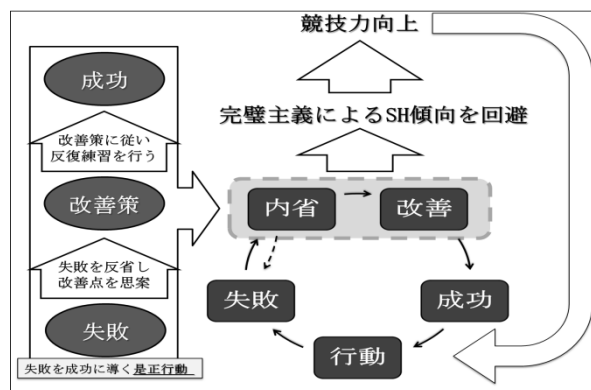 競技力向上
完璧主義によるSH傾向を回避
成功
改善策に従い
反復練習を行う
改善策
失敗を反省し
改善点を思案
失敗
失敗を成功に導く是正行動
内省
改善
失敗
成功
行動